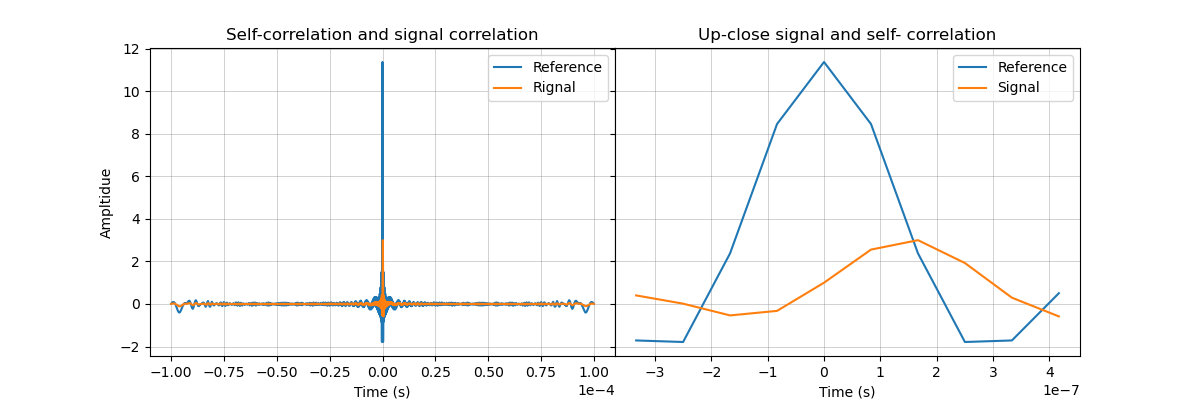 Self-correlation and signal correlation
Reference
Rignal
12
10
8
6
4
2
0
−2
Ampltidue
−1.00 −0.75 −0.50 −0.25 0.00 0.25 0.50 0.75 1.00
Time (s)
1e−4
Up-close signal and self- correlation
Reference
Signal
−3 −2 −1 0 1 2 3 4
Time (s)
1e−7